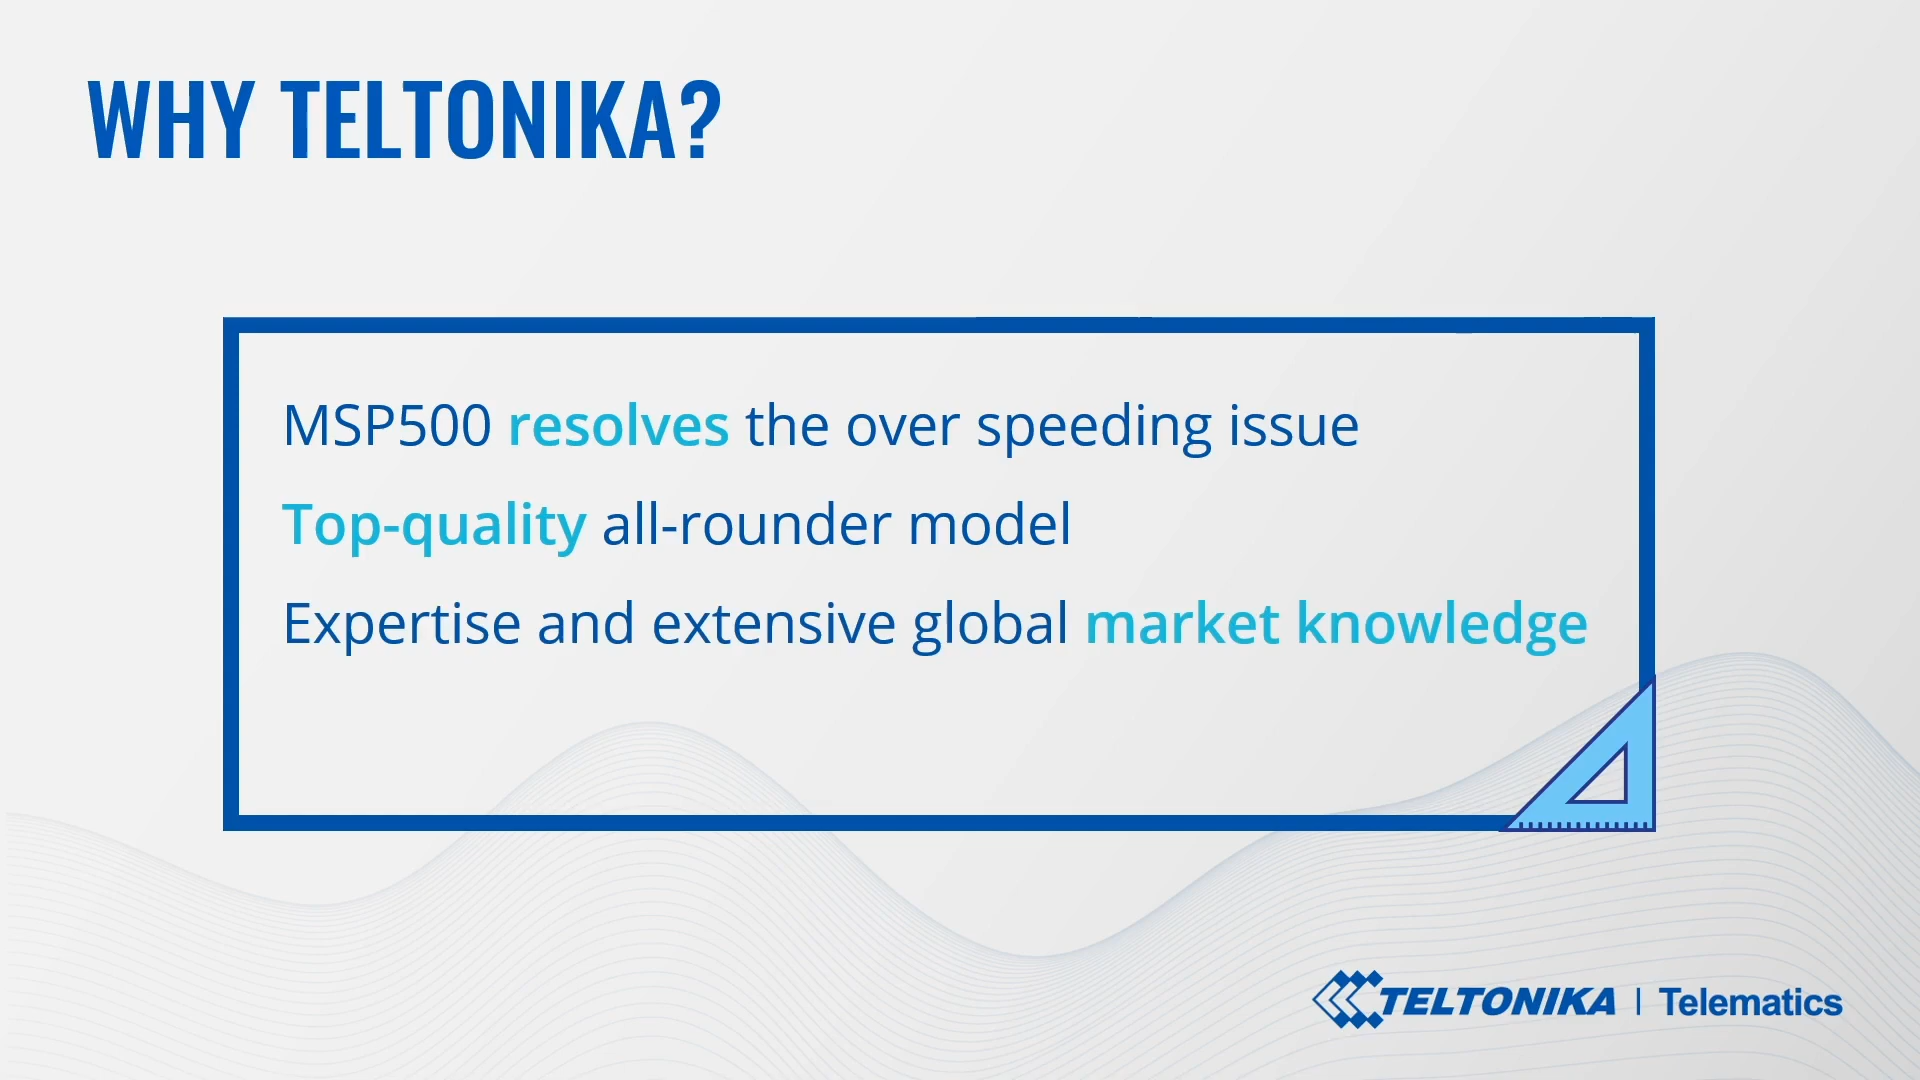 WHY TELTONIKA?
MSP500 resolves the over speeding issue
Top-quality all-rounder model
Expertise and extensive global market knowledge
TELTONIKA | Telematics